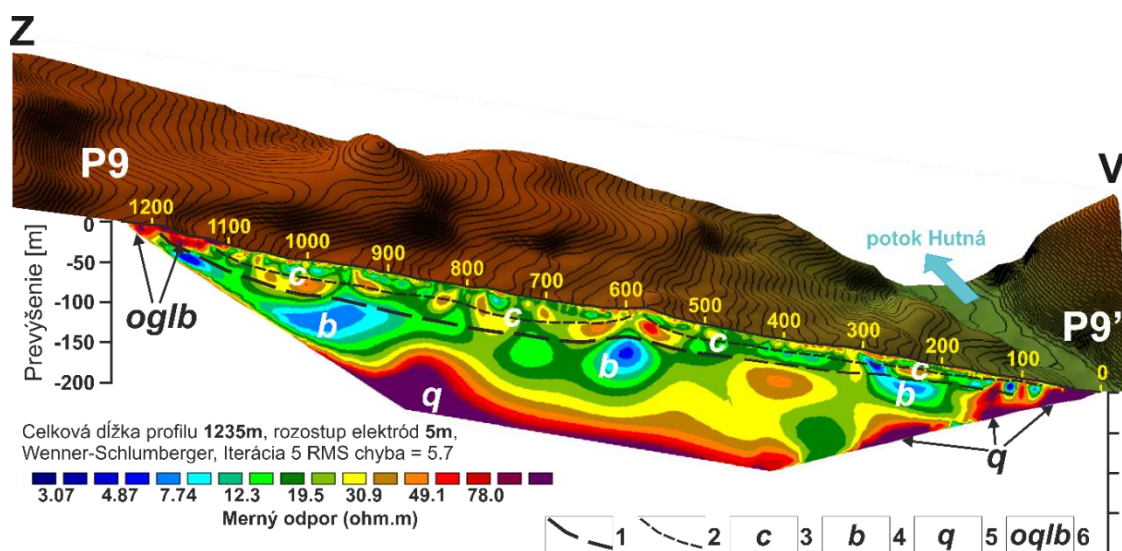 Z
V
P9
P9'
potok Hutná
1200
1100
1000
900
800
700
600
500
400
300
200
100
0
Prevýšenie [m]
0
-50
-100
-150
-200
oglb
c
c
c
c
b
b
b
q
q
Celková dĺžka profilu 1235m, rozostup elektród 5m,
Wenner-Schlumberger, Iterácia 5 RMS chyba = 5.7
3.07 4.87 7.74 12.3 19.5 30.9 49.1 78.0
Merný odpor (ohm.m)
1 2 c 3 b 4 q 5 oqlb 6